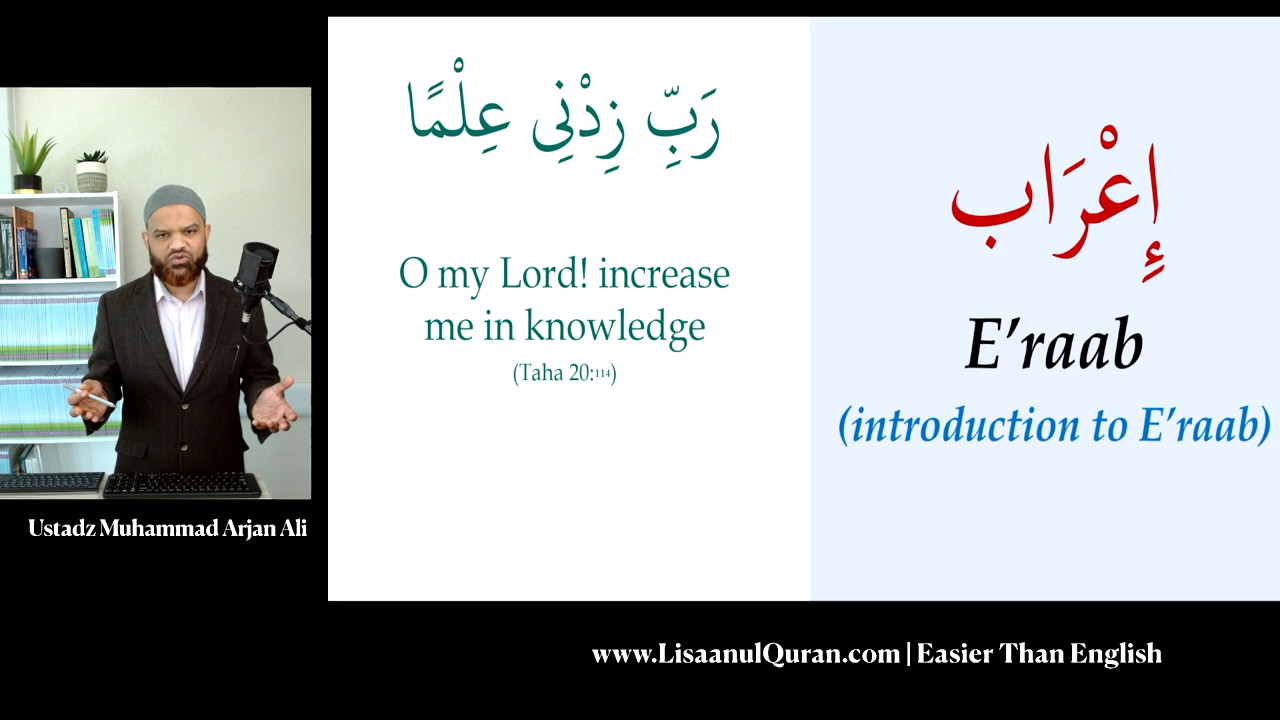 رَبِّ زِدْنِى عِلْمًا
O my Lord! increase
me in knowledge
(Taha 20:114)
إِعْرَاب
E’raab
(introduction to E’raab)
Ustadz Muhammad Arjan Ali
www.LisaanulQuran.com | Easier Than English